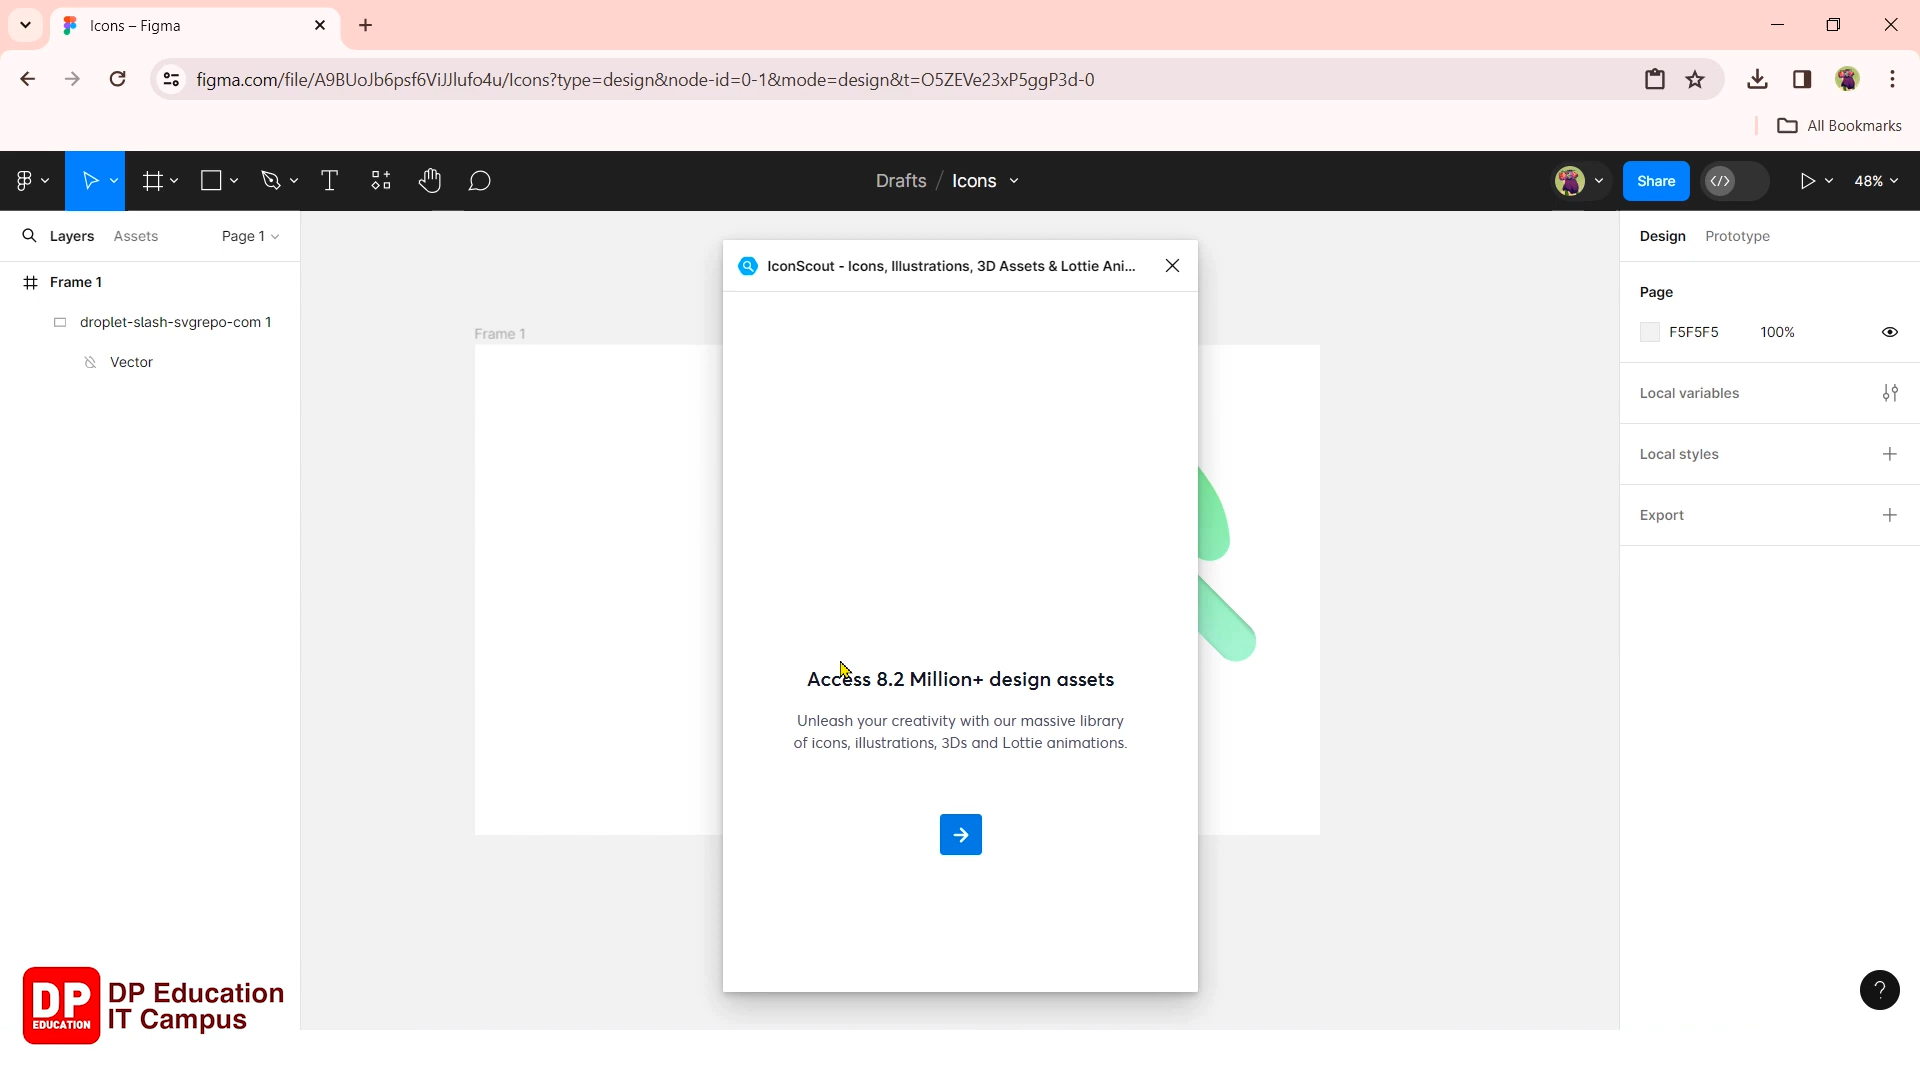 Icons – Figma
figma.com/file/A9BUoJb6psf6ViJJlufo4u/Icons?type=design&node-id=0-1&mode=design&t=O5ZEVe23xP5ggP3d-0
All Bookmarks
Drafts / Icons
Share
48%
Layers
Assets
Page 1
Design
Prototype
Frame 1
droplet-slash-svgrepo-com 1
Vector
Frame 1
IconScout - Icons, Illustrations, 3D Assets & Lottie Ani...
Access 8.2 Million+ design assets
Unleash your creativity with our massive library
of icons, illustrations, 3Ds and Lottie animations.
Page
F5F5F5
100%
Local variables
Local styles
Export
?
DP
EDUCATION
DP Education
IT Campus